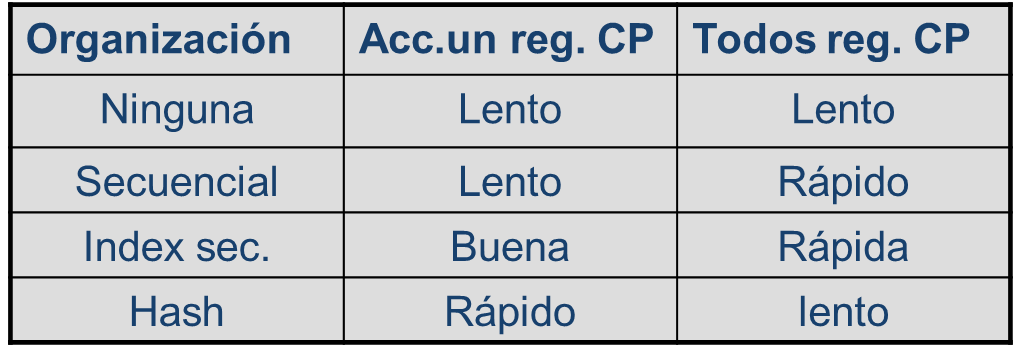 Organización Acc.un reg. CP Todos reg. CP
Ninguna Lento Lento
Secuencial Lento Rápido
Index sec. Buena Rápida
Hash Rápido lento